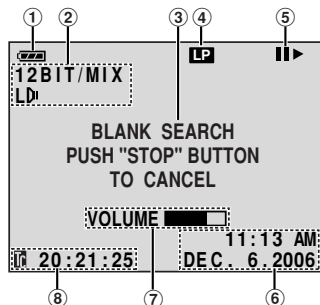 ① ② ③ ④ ⑤
LP
12BIT/MIX
BLANK SEARCH
PUSH "STOP" BUTTON
TO CANCEL
VOLUME
11:13 AM
20:21:25
DEC. 6.2006
⑧ ⑦ ⑥